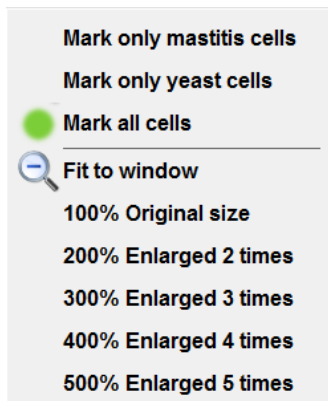 Mark only mastitis cells
Mark only yeast cells
Mark all cells
Fit to window
100% Original size
200% Enlarged 2 times
300% Enlarged 3 times
400% Enlarged 4 times
500% Enlarged 5 times